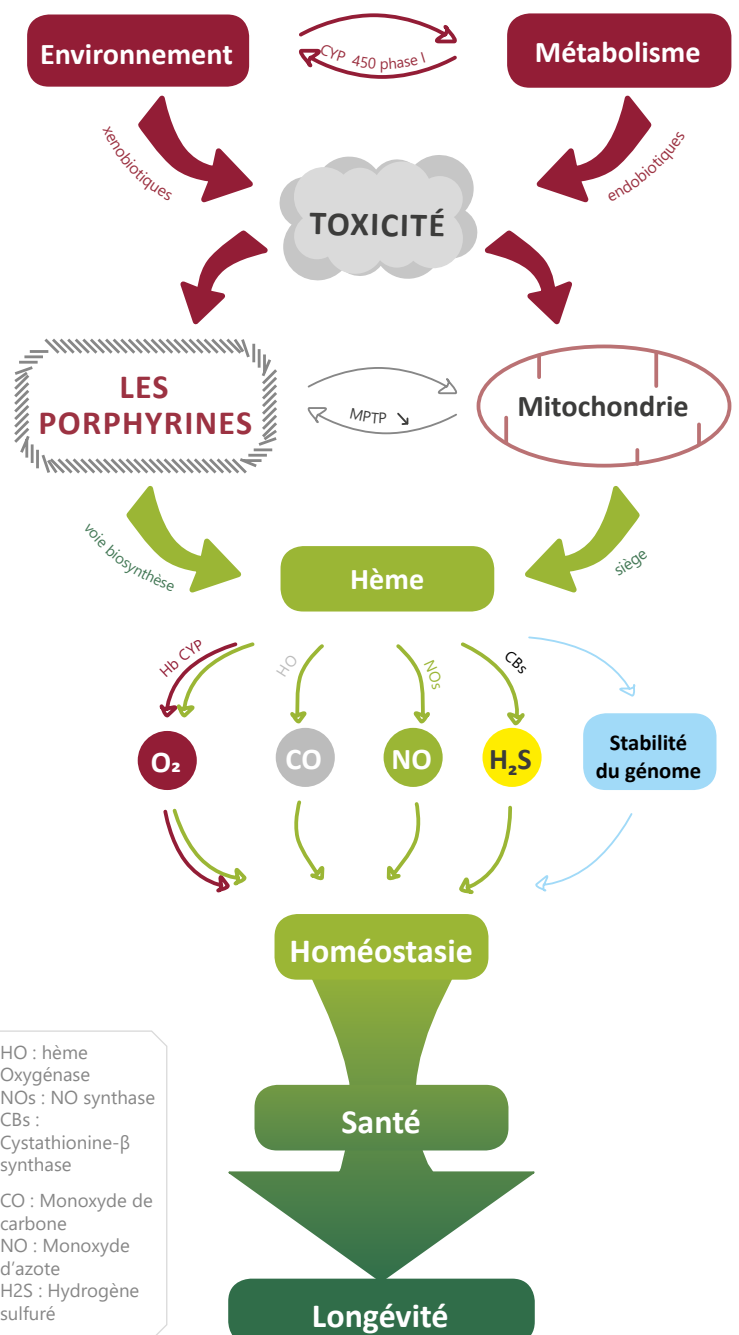 Environnement
CYP 450 phase I
Métabolisme
xenobiotiques
endobiotiques
TOXICITÉ
LES
PORPHYRINES
MPTP ↘
Mitochondrie
voie biosynthèse
siège
Hème
Hb CYP
HO
NOs
CBs
O₂
CO
NO
H₂S
Stabilité
du génome
Homéostasie
Santé
Longévité
HO : hème
Oxygénase
NOs : NO synthase
CBs :
Cystathionine-β
synthase
CO : Monoxyde de
carbone
NO : Monoxyde
d'azote
H2S : Hydrogène
sulfuré